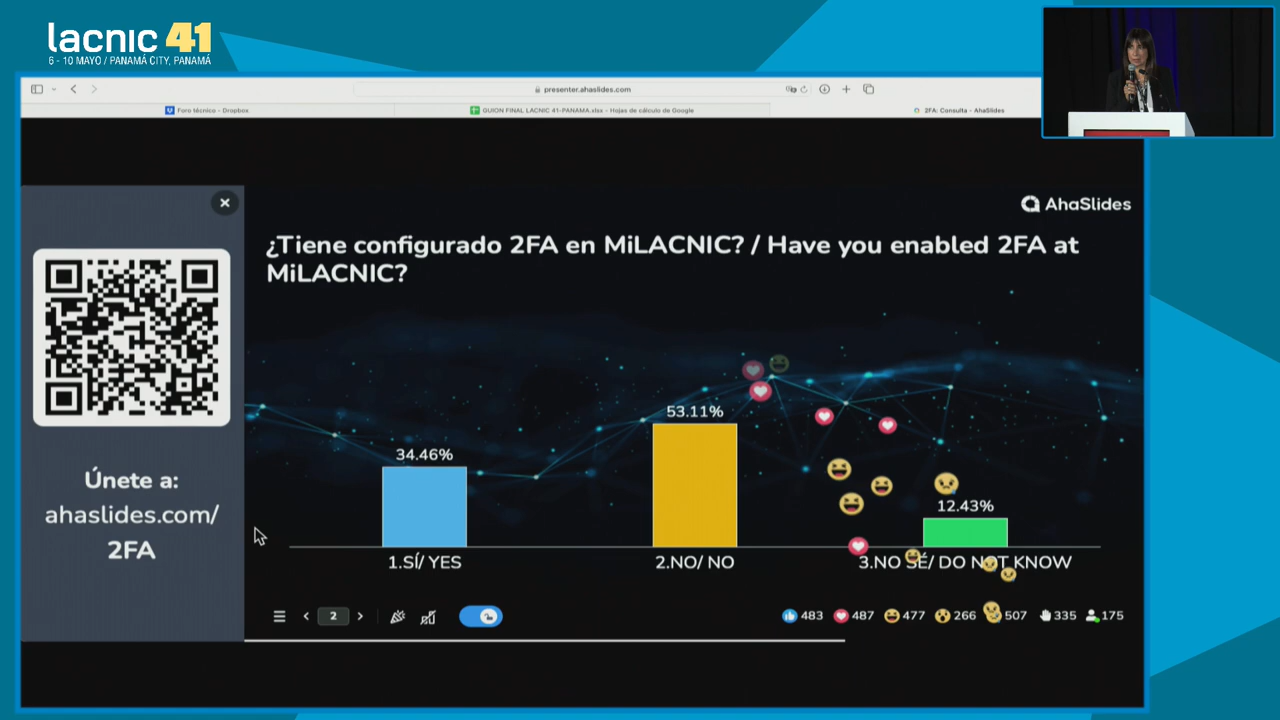 lacnic 41
6 - 10 MAYO / PANAMÁ CITY, PANAMÁ
presenter.ahaslides.com
Foro técnico - Dropbox
GUION FINAL LACNIC 41-PANAMA.xlsx - Hojas de cálculo de Google
2FA: Consulta - AhaSlides
AhaSlides
¿Tiene configurado 2FA en MiLACNIC? / Have you enabled 2FA at
MiLACNIC?
Únete a:
ahaslides.com/
2FA
34.46%
53.11%
12.43%
1.SÍ/ YES
2.NO/ NO
3.NO SÉ/ DO NOT KNOW
2
483 487 477 266 507 335 175